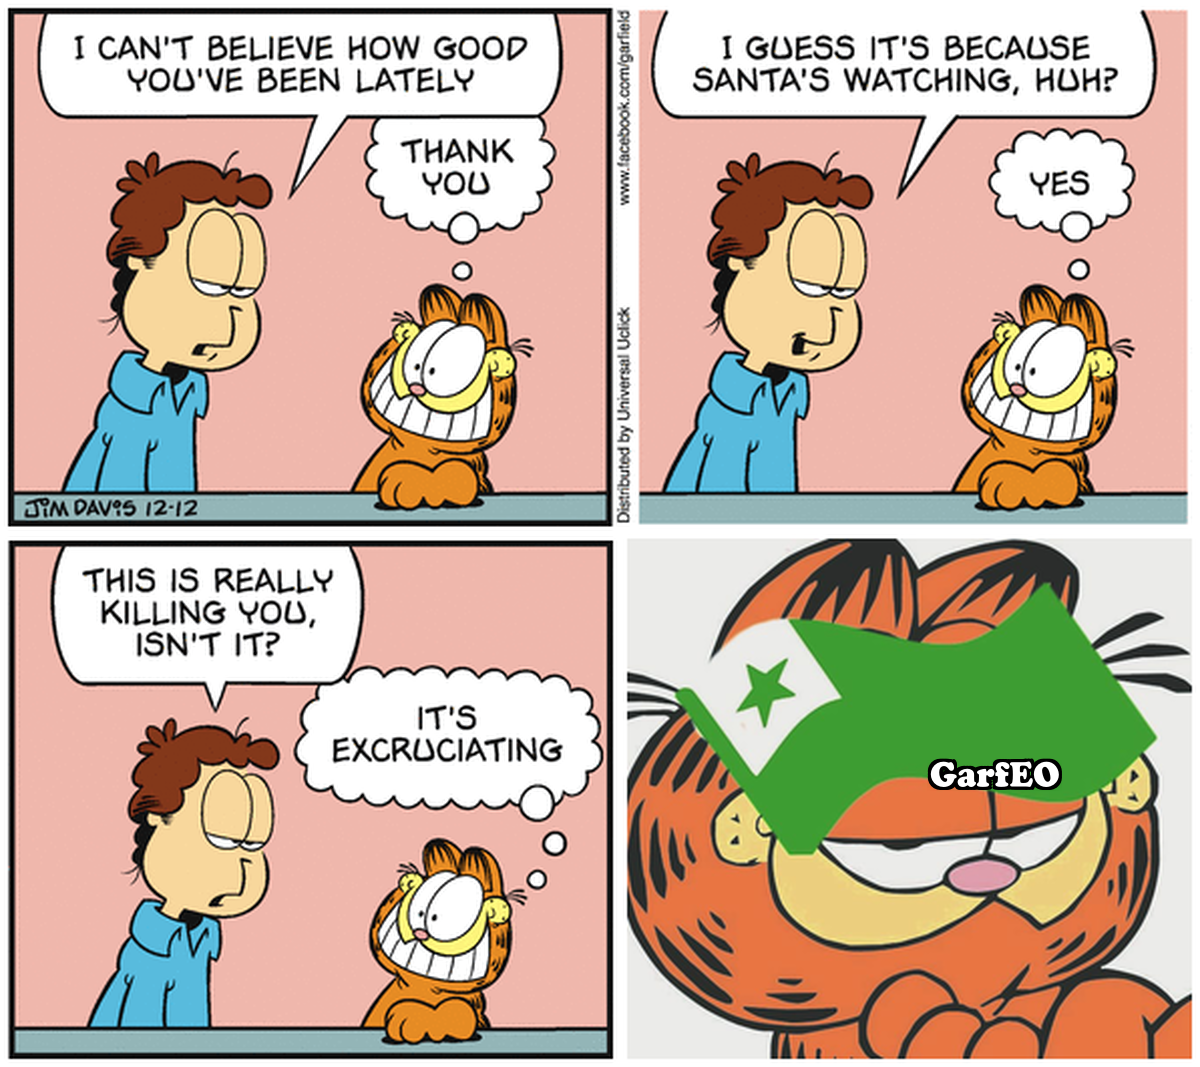 I CAN'T BELIEVE HOW GOOD
YOU'VE BEEN LATELY
THANK
YOU
JIM DAVIS 12-12
www.facebook.com/garfield
Distributed by Universal Uclick
I GUESS IT'S BECAUSE
SANTA'S WATCHING, HUH?
YES
THIS IS REALLY
KILLING YOU,
ISN'T IT?
IT'S
EXCRUCIATING
GarfEO